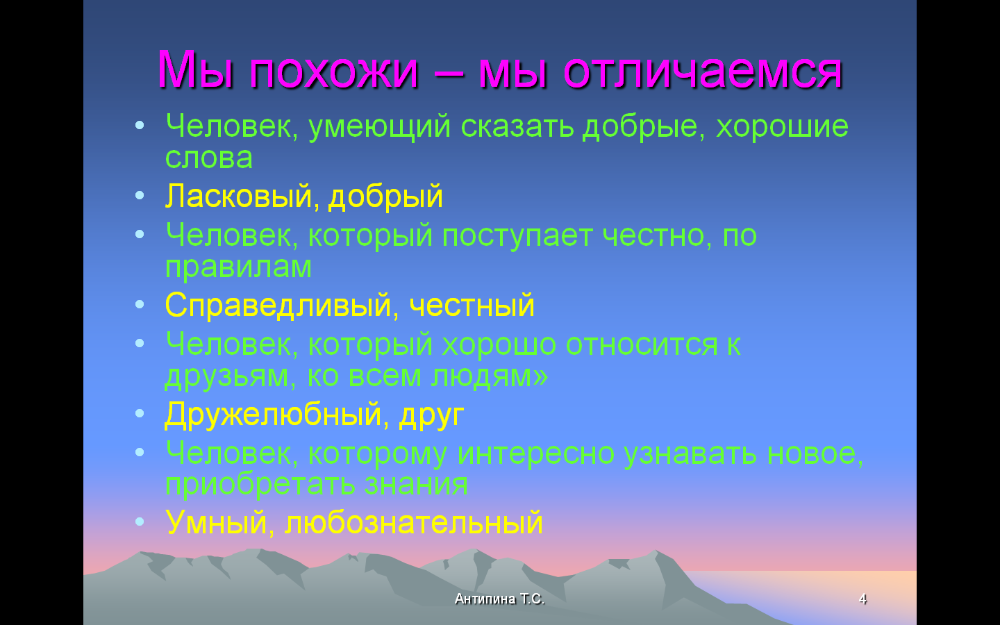 Мы похожи – мы отличаемся
• Человек, умеющий сказать добрые, хорошие
слова
• Ласковый, добрый
• Человек, который поступает честно, по
правилам
• Справедливый, честный
• Человек, который хорошо относится к
друзьям, ко всем людям»
• Дружелюбный, друг
• Человек, которому интересно узнавать новое,
приобретать знания
• Умный, любознательный
Антипина Т.С.
4